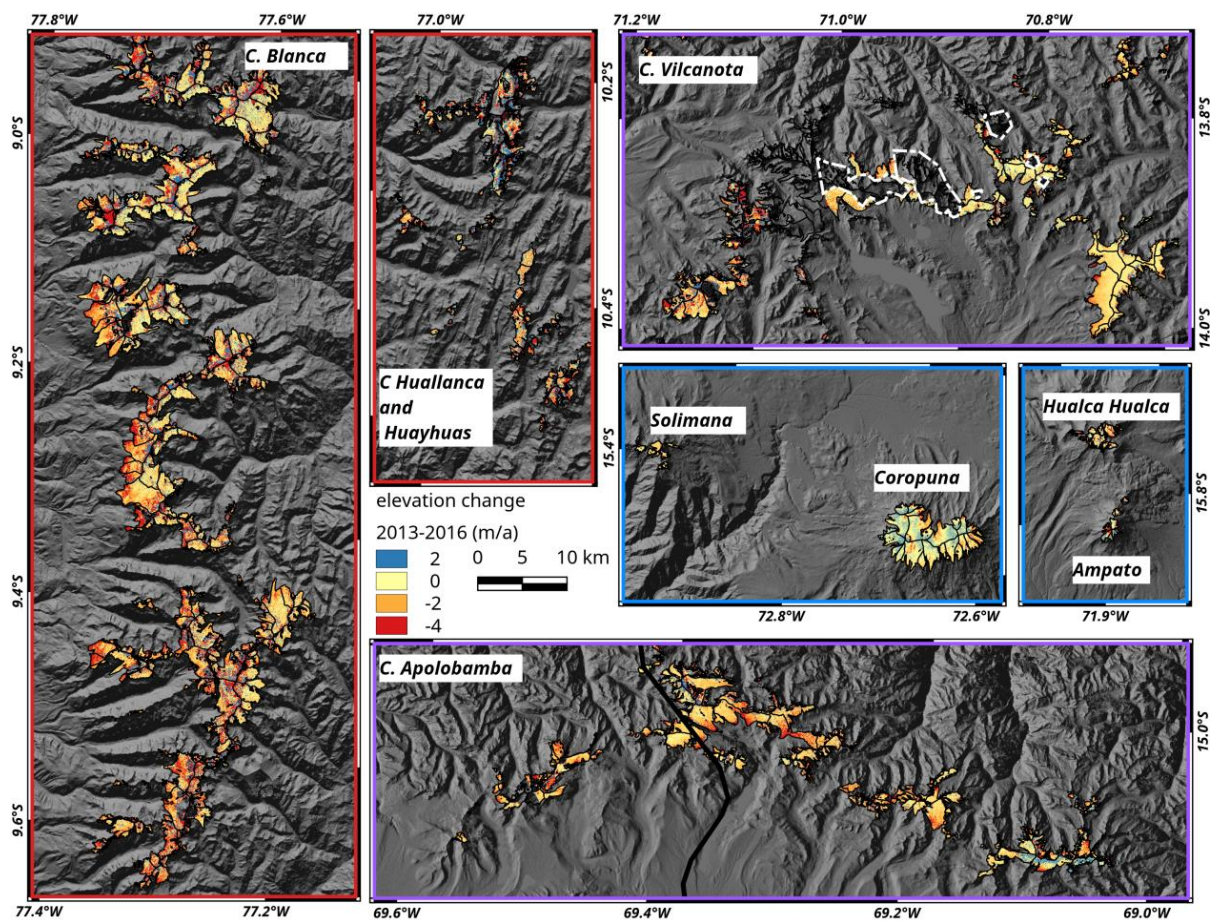 77.8°W
77.6°W
77.0°W
71.2°W
71.0°W
70.8°W
C. Blanca
C. Vilcanota
10.2°S
9.0°S
13.8°S
10.4°S
14.0°S
9.2°S
C Huallanca
and
Huayhuas
15.4°S
Solimana
Coropuna
Hualca Hualca
15.8°S
Ampato
elevation change
2013-2016 (m/a)
2
0
-2
-4
0 5 10 km
72.8°W
72.6°W
71.9°W
9.4°S
C. Apolobamba
15.0°S
9.6°S
77.4°W
77.2°W
69.6°W
69.4°W
69.2°W
69.0°W